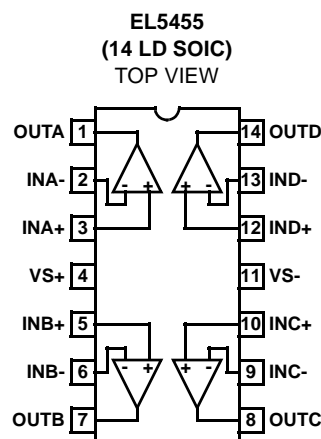 EL5455
(14 LD SOIC)
TOP VIEW
OUTA 1 14 OUTD
INA- 2 - + + - 13 IND-
INA+ 3 12 IND+
VS+ 4 11 VS-
INB+ 5 10 INC+
INB- 6 - + + - 9 INC-
OUTB 7 8 OUTC